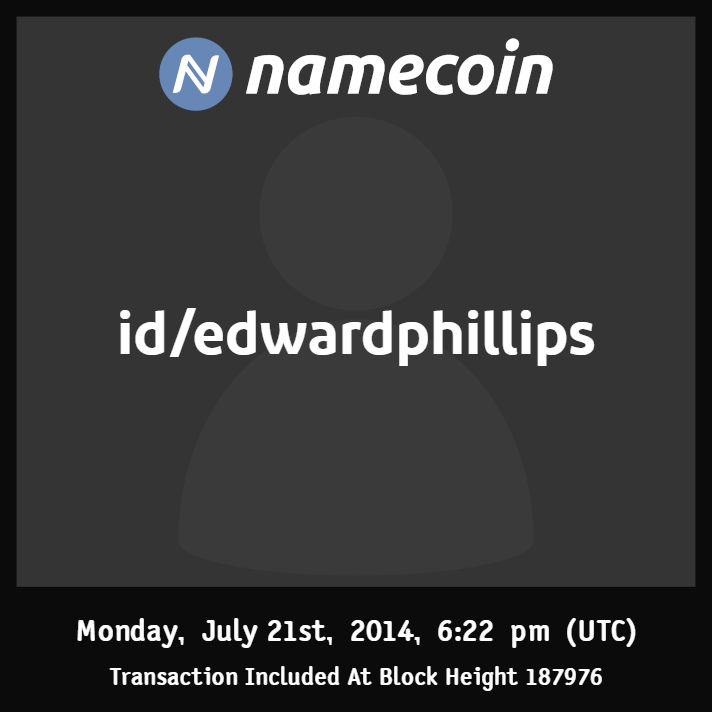 namecoin
id/edwardphillips
Monday, July 21st, 2014, 6:22 pm (UTC)
Transaction Included At Block Height 187976